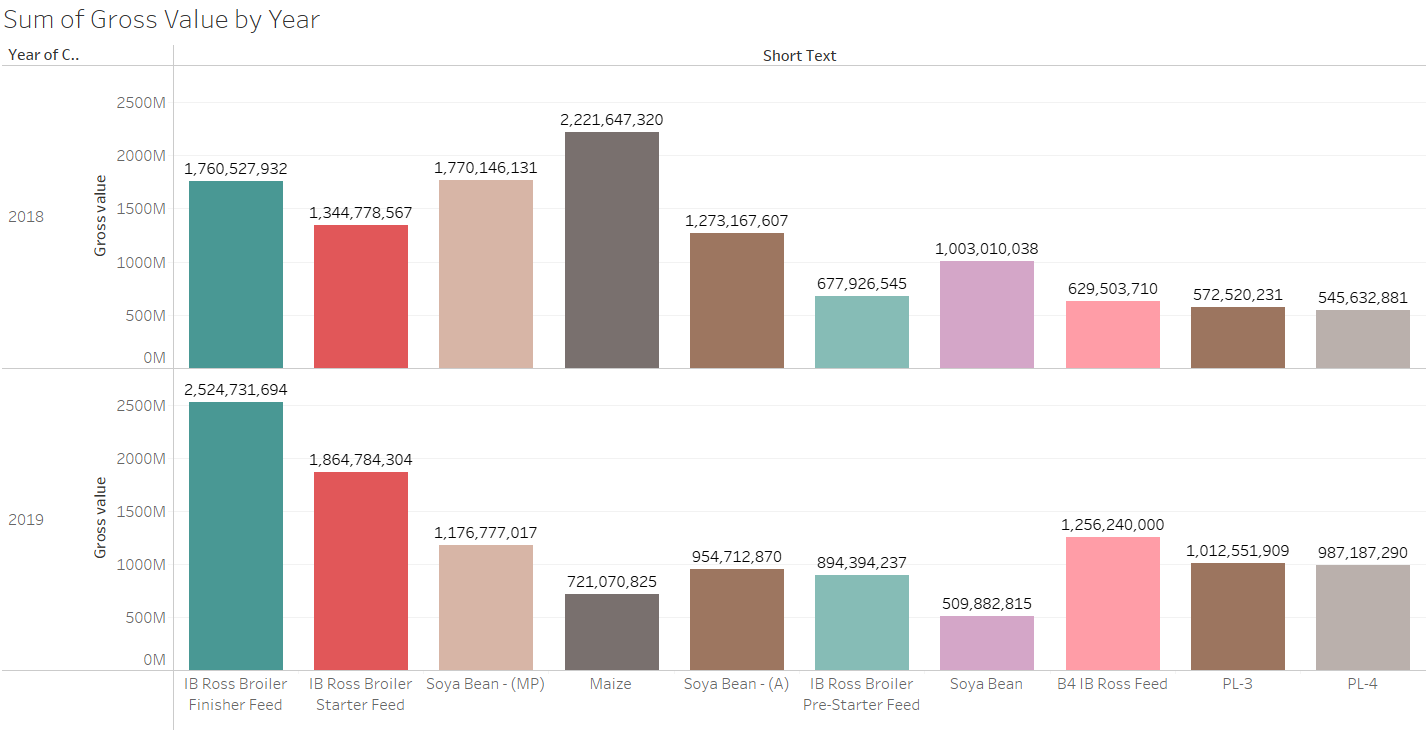 Sum of Gross Value by Year
Year of C..
Short Text
2018
Gross value
2500M
2000M
1500M
1000M
500M
0M
1,760,527,932
1,344,778,567
1,770,146,131
2,221,647,320
1,273,167,607
677,926,545
1,003,010,038
629,503,710
572,520,231
545,632,881
2019
Gross value
2500M
2000M
1500M
1000M
500M
0M
2,524,731,694
1,864,784,304
1,176,777,017
721,070,825
954,712,870
894,394,237
509,882,815
1,256,240,000
1,012,551,909
987,187,290
IB Ross Broiler
Finisher Feed
IB Ross Broiler
Starter Feed
Soya Bean - (MP)
Maize
Soya Bean - (A)
IB Ross Broiler
Pre-Starter Feed
Soya Bean
B4 IB Ross Feed
PL-3
PL-4